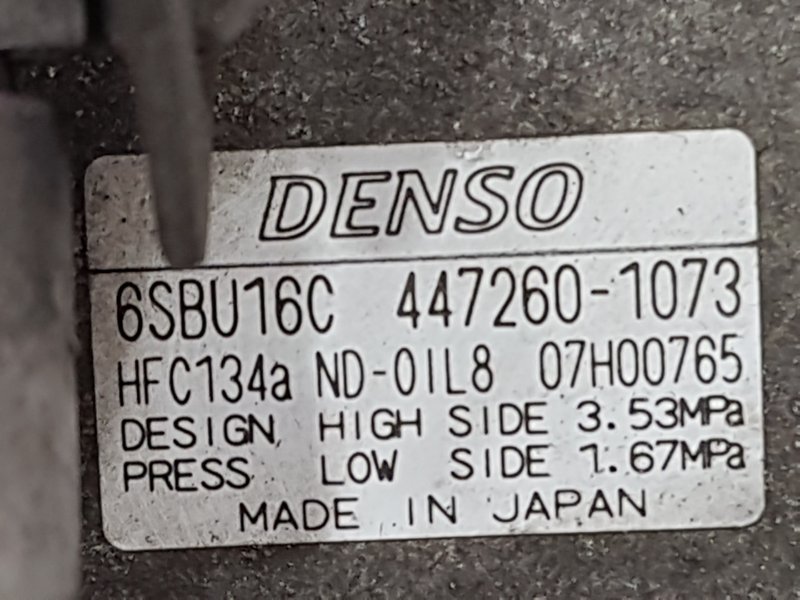 DENSO
6SBU16C 447260-1073
HFC134a ND-OIL8 07H00765
DESIGN, HIGH SIDE 3.53MPa
PRESS LOW SIDE 1.67MPa
MADE IN JAPAN